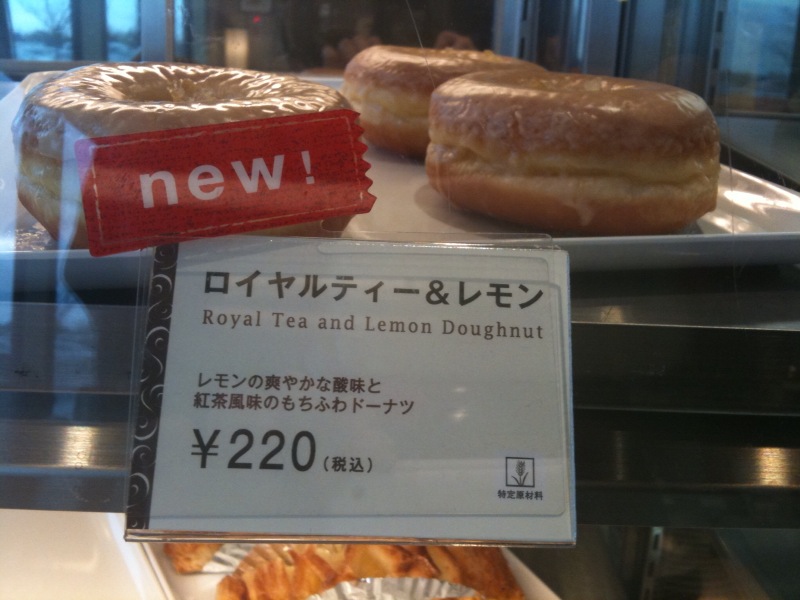 new!
ロイヤルティー&レモン
Royal Tea and Lemon Doughnut
レモンの爽やかな酸味と
紅茶風味のもちふわドーナツ
¥220(税込)
特定原材料